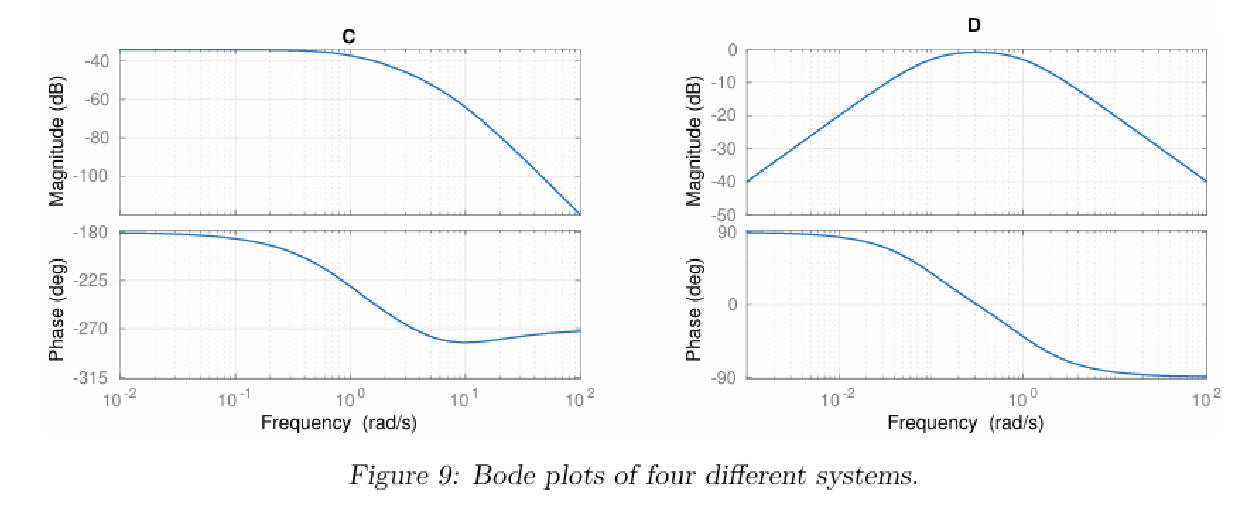 C
D
Magnitude (dB)
-40
-60
-80
-100
Magnitude (dB)
0
-10
-20
-30
-40
-50
Phase (deg)
-180
-225
-270
-315
Phase (deg)
90
0
-90
10^-2
10^-1
10^0
10^1
10^2
10^-2
10^0
10^2
Frequency (rad/s)
Frequency (rad/s)
Figure 9: Bode plots of four different systems.